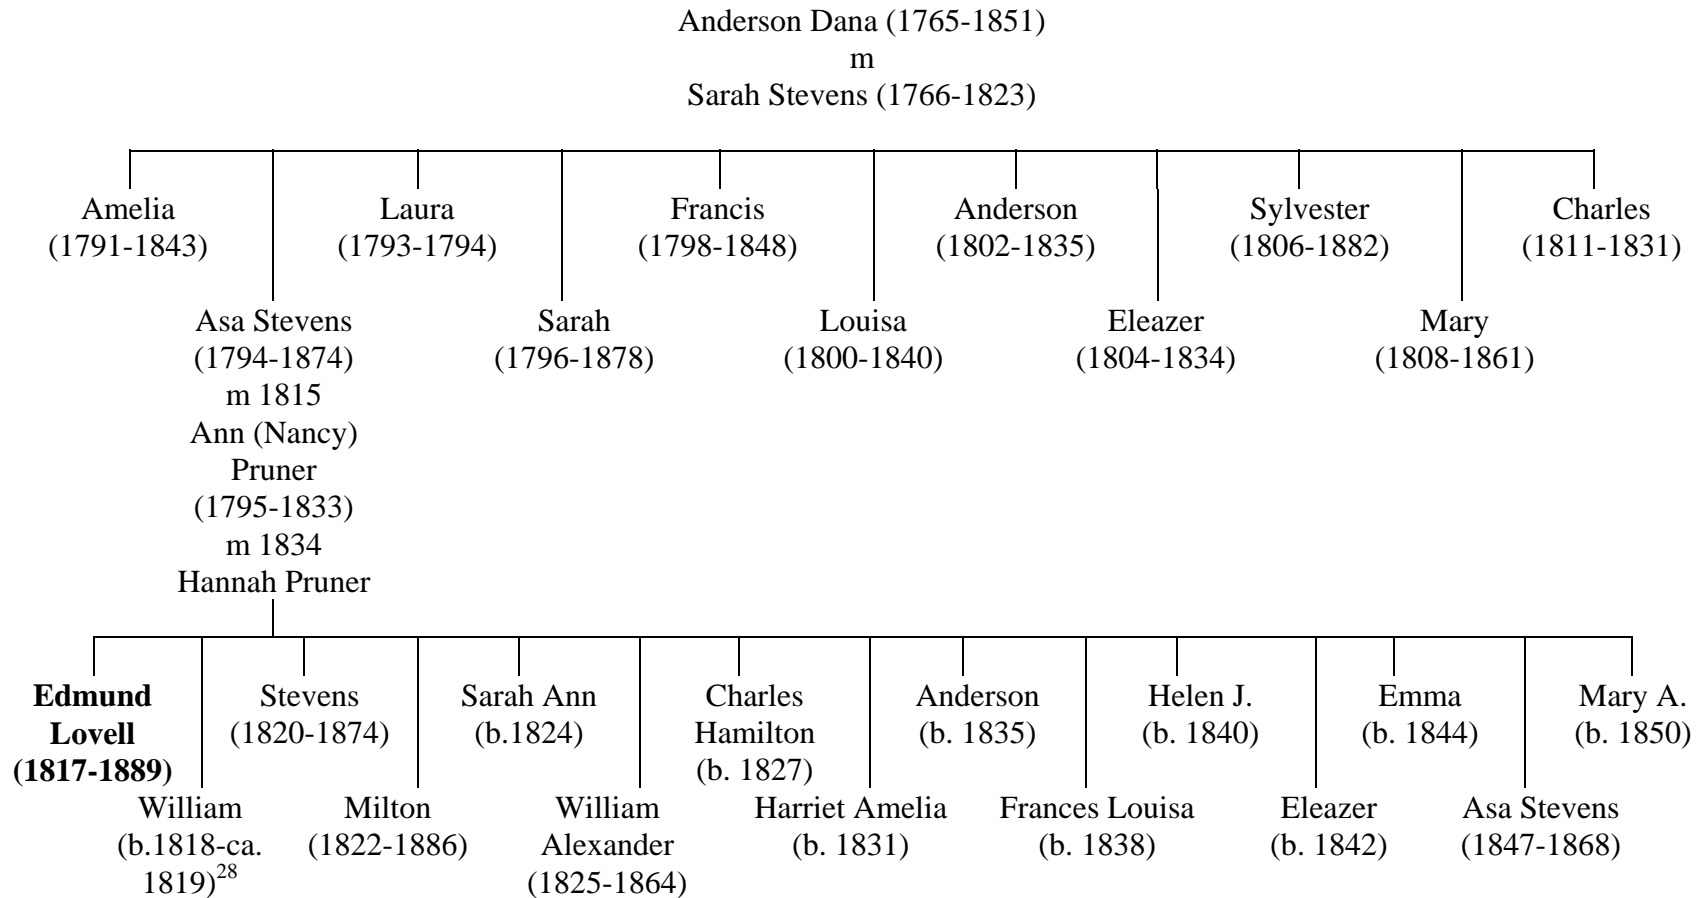 Anderson Dana (1765-1851)
m
Sarah Stevens (1766-1823)
Amelia
(1791-1843)
Laura
(1793-1794)
Francis
(1798-1848)
Anderson
(1802-1835)
Sylvester
(1806-1882)
Charles
(1811-1831)
Asa Stevens
(1794-1874)
m 1815
Ann (Nancy)
Pruner
(1795-1833)
m 1834
Hannah Pruner
Sarah
(1796-1878)
Louisa
(1800-1840)
Eleazer
(1804-1834)
Mary
(1808-1861)
Edmund
Lovell
(1817-1889)
Stevens
(1820-1874)
Sarah Ann
(b.1824)
Charles
Hamilton
(b. 1827)
Anderson
(b. 1835)
Helen J.
(b. 1840)
Emma
(b. 1844)
Mary A.
(b. 1850)
William
(b.1818-ca.
1819)28
Milton
(1822-1886)
William
Alexander
(1825-1864)
Harriet Amelia
(b. 1831)
Frances Louisa
(b. 1838)
Eleazer
(b. 1842)
Asa Stevens
(1847-1868)